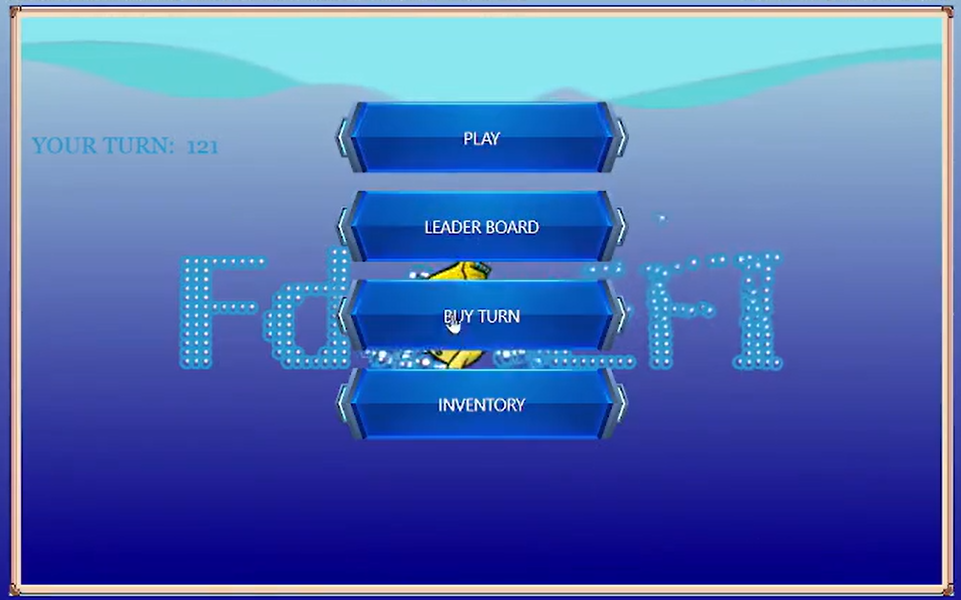 PLAY
YOUR TURN: 121
LEADER BOARD
BUY TURN
INVENTORY